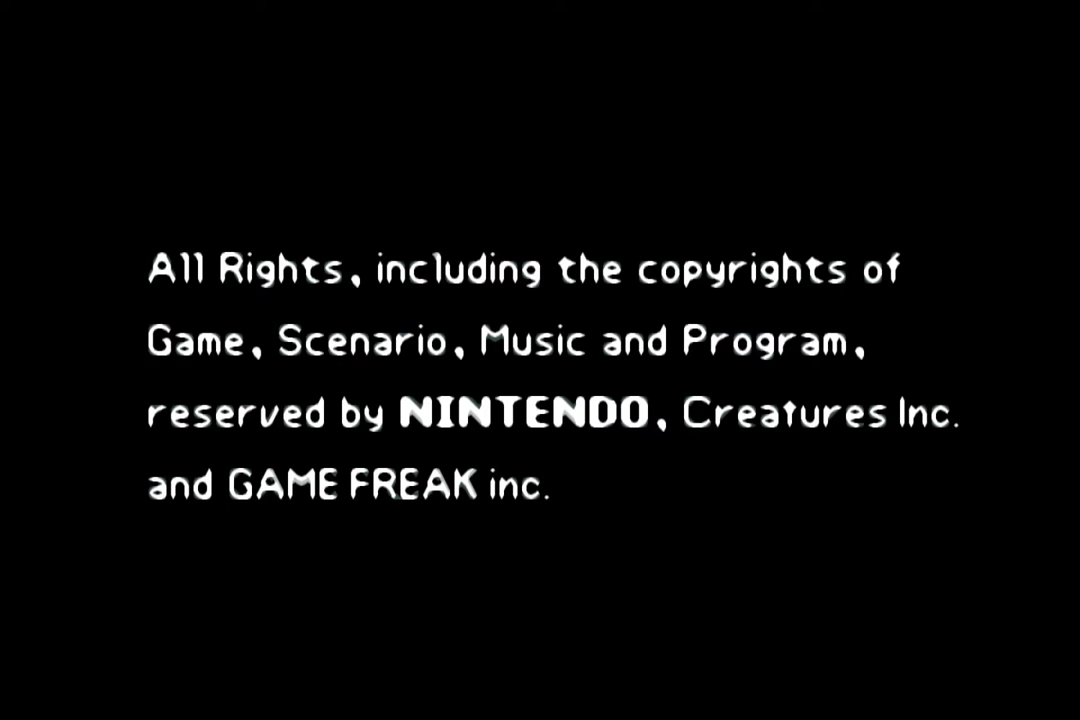 All Rights, including the copyrights of
Game, Scenario, Music and Program,
reserved by NINTENDO, Creatures Inc.
and GAME FREAK inc.